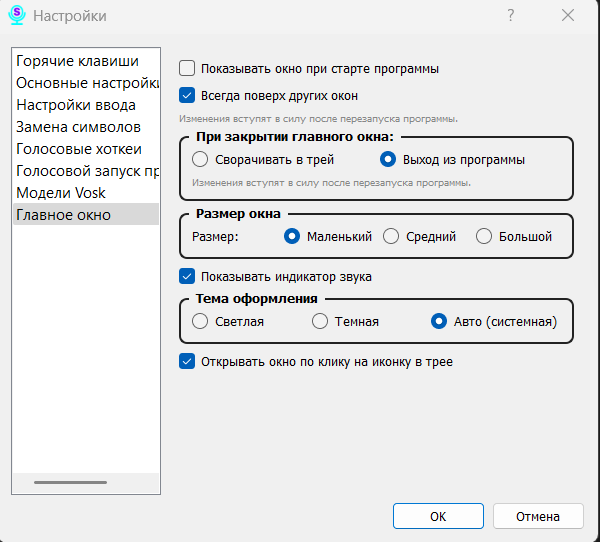 S
Настройки
?
Горячие клавиши
Основные настройки
Настройки ввода
Замена символов
Голосовые хоткеи
Голосовой запуск пр
Модели Vosk
Главное окно
Показывать окно при старте программы
Всегда поверх других окон
Изменения вступят в силу после перезапуска программы.
При закрытии главного окна:
Сворачивать в трей Выход из программы
Изменения вступят в силу после перезапуска программы.
Размер окна
Размер: Маленький Средний Большой
Показывать индикатор звука
Тема оформления
Светлая Темная Авто (системная)
Открывать окно по клику на иконку в трее
OK Отмена